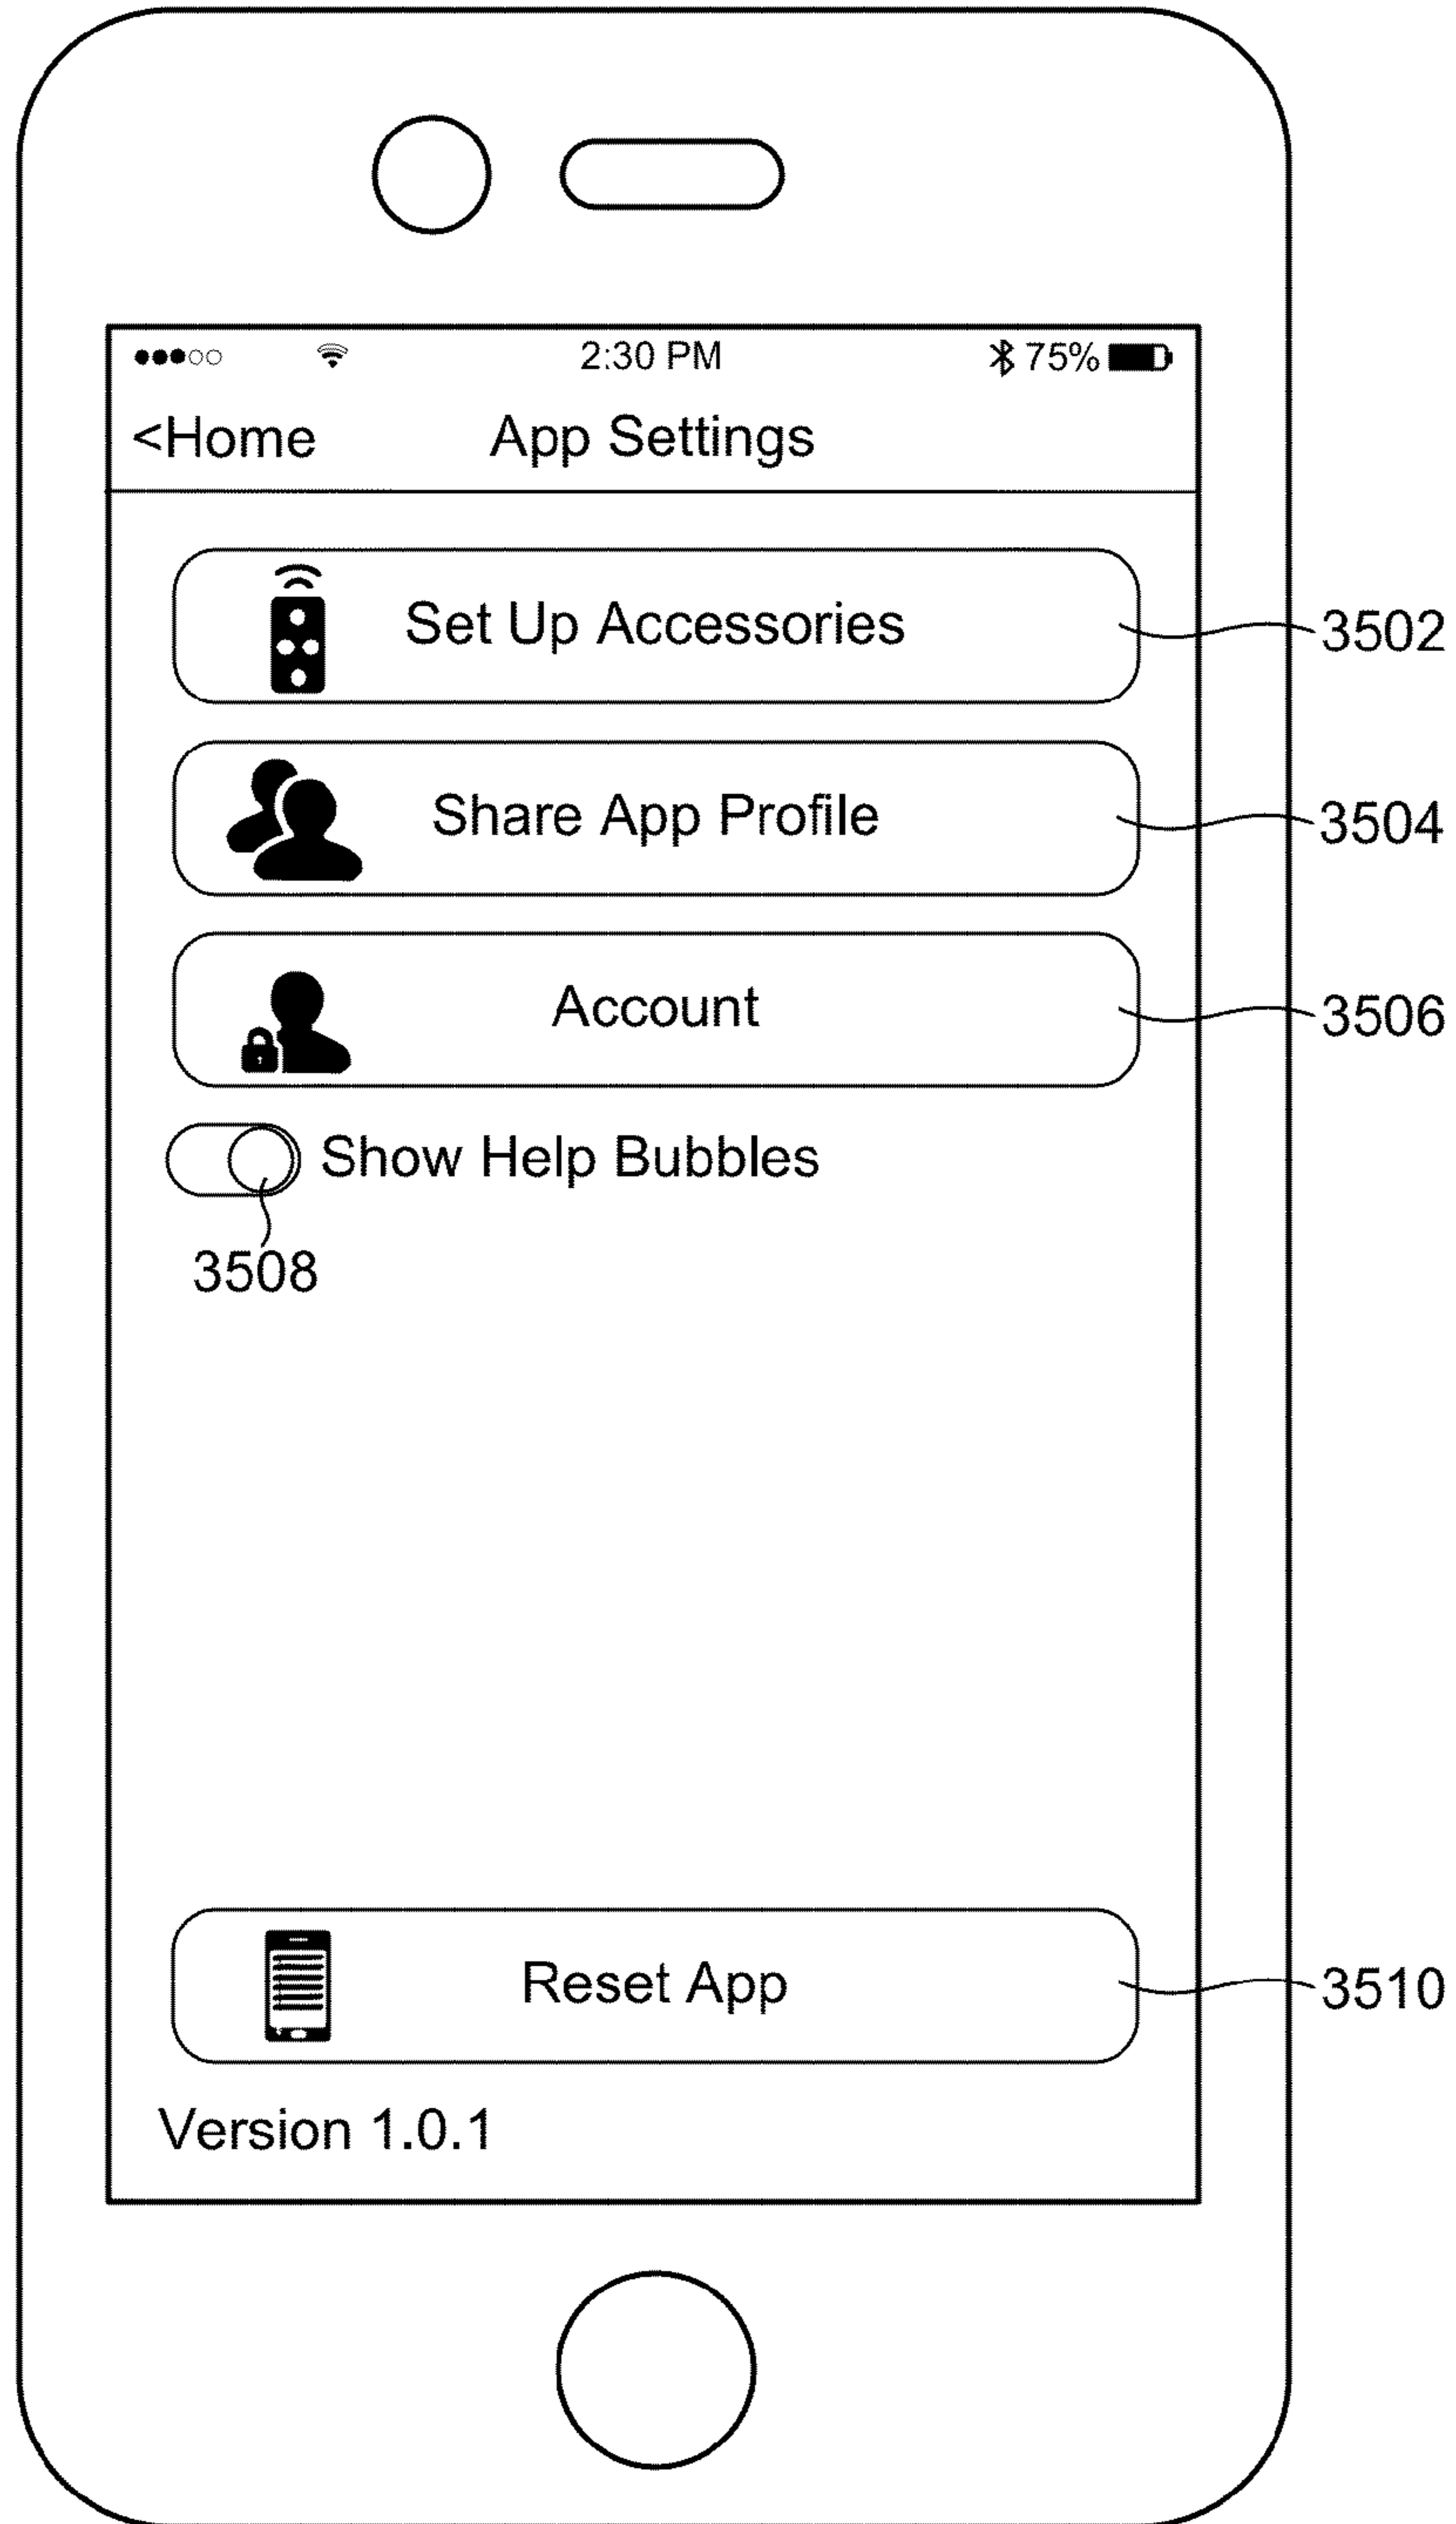 2:30 PM 75%
<Home App Settings
Set Up Accessories 3502
Share App Profile 3504
Account 3506
Show Help Bubbles
3508
Reset App 3510
Version 1.0.1